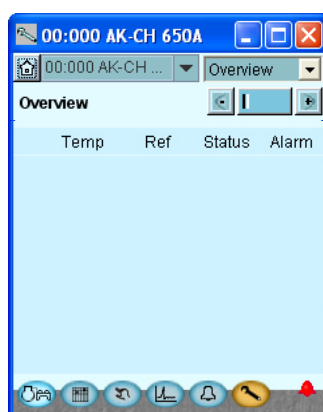 00:000 AK-CH 650A
00:000 AK-CH ... Overview
Overview
Temp Ref Status Alarm